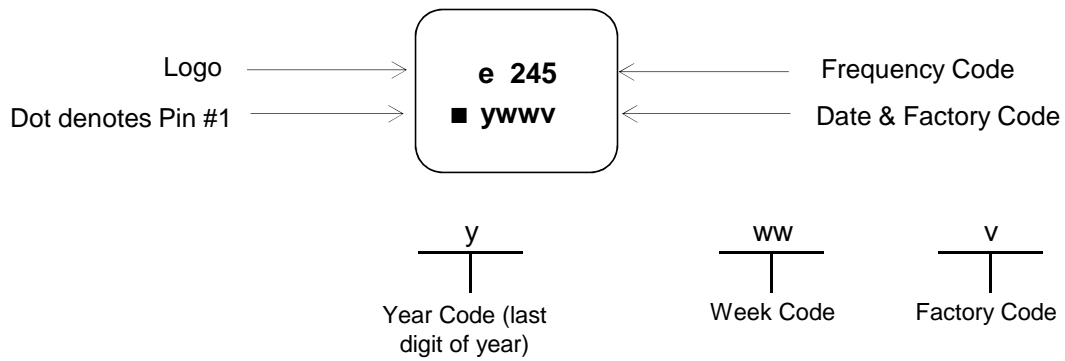 Logo
e 245
Frequency Code
Dot denotes Pin #1
■ ywwv
Date & Factory Code
y
ww
v
Year Code (last
digit of year)
Week Code
Factory Code